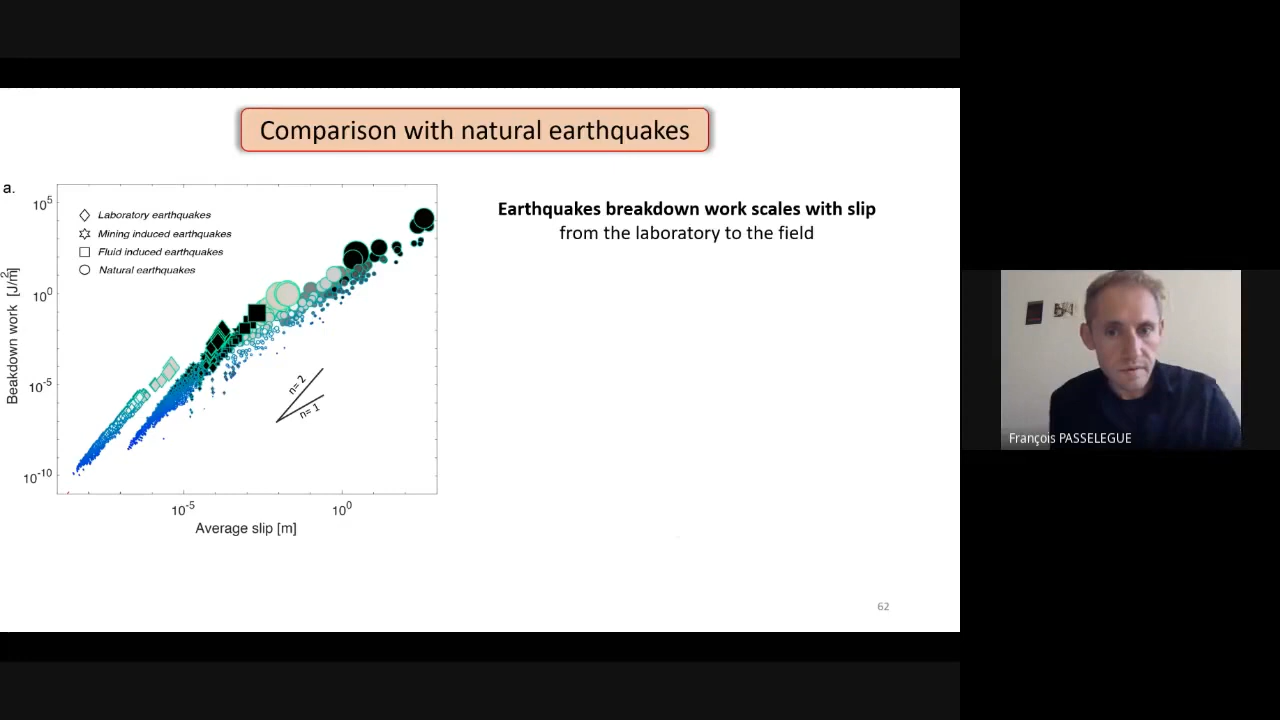 Comparison with natural earthquakes
a.
Laboratory earthquakes
Mining induced earthquakes
Fluid induced earthquakes
Natural earthquakes
10^5
10^0
10^-5
10^-10
Beakdown work [J/m^2]
n= 2
n= 1
10^-5
10^0
Average slip [m]
Earthquakes breakdown work scales with slip
from the laboratory to the field
62
François PASSELEGUE